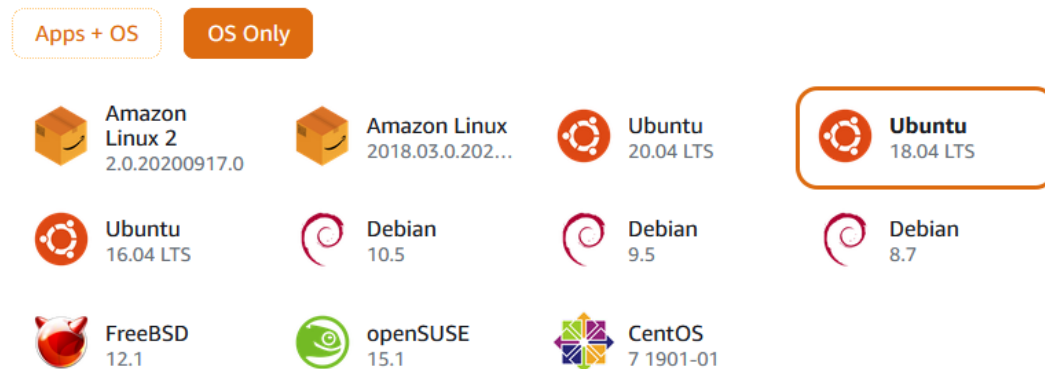 Apps + OS
OS Only
Amazon
Linux 2
2.0.20200917.0
Amazon Linux
2018.03.0.202...
Ubuntu
20.04 LTS
Ubuntu
18.04 LTS
Ubuntu
16.04 LTS
Debian
10.5
Debian
9.5
Debian
8.7
FreeBSD
12.1
openSUSE
15.1
CentOS
7 1901-01